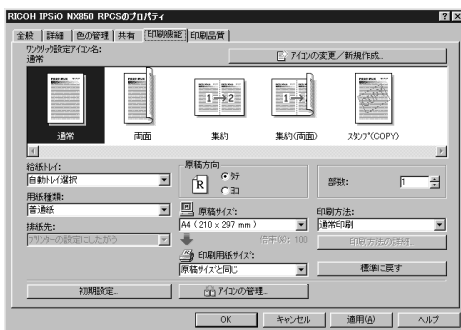 RICOH IPSiO NX850 RPCSのプロパティ
全般 詳細 色の管理 共有 印刷機能 印刷品質
ワンクリック設定アイコン名:
通常
アイコンの変更／新規作成...
1 2
1
通常 両面 集約 集約(両面) スタンプ(COPY)
給紙トレイ:
自動トレイ選択
用紙種類:
普通紙
排紙先:
プリンターの設定にしたがう
原稿方向
R
タテ
ヨコ
原稿サイズ:
A4 ( 210 x 297 mm )
倍率(%): 100
印刷用紙サイズ:
原稿サイズと同じ
部数: 1
印刷方法:
通常印刷
印刷方法の詳細...
標準に戻す
初期設定...
アイコンの管理...
OK キャンセル 適用(A) ヘルプ